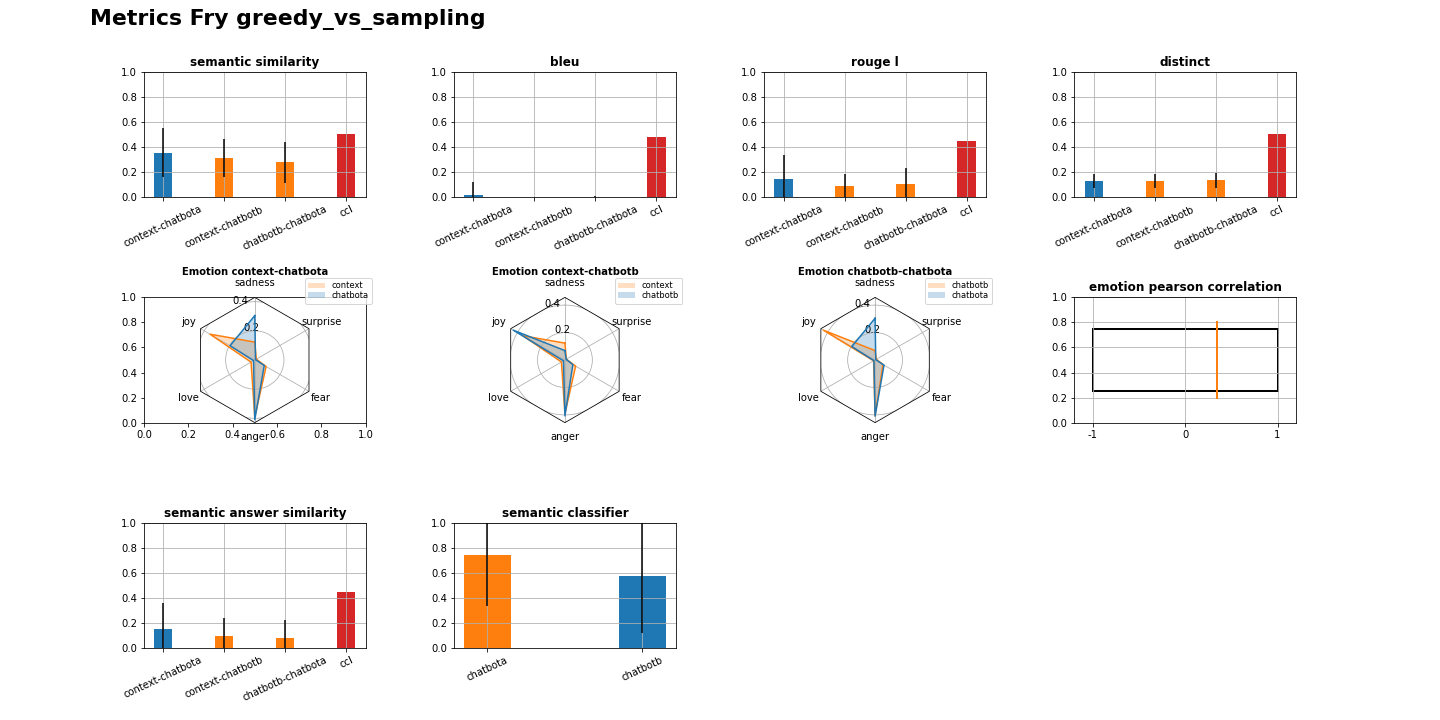 Metrics Fry greedy_vs_sampling
semantic similarity
1.0
0.8
0.6
0.4
0.2
0.0
context-chatbota
context-chatbotb
chatbotb-chatbota
ccl
bleu
1.0
0.8
0.6
0.4
0.2
0.0
context-chatbota
context-chatbotb
chatbotb-chatbota
ccl
rouge l
1.0
0.8
0.6
0.4
0.2
0.0
context-chatbota
context-chatbotb
chatbotb-chatbota
ccl
distinct
1.0
0.8
0.6
0.4
0.2
0.0
context-chatbota
context-chatbotb
chatbotb-chatbota
ccl
Emotion context-chatbota
sadness
context
chatbota
joy
surprise
love
fear
anger
0.4
0.2
1.0
0.8
0.6
0.4
0.2
0.0
0.0
0.2
0.4
0.6
0.8
1.0
Emotion context-chatbotb
sadness
context
chatbotb
joy
surprise
love
fear
anger
0.4
0.2
Emotion chatbotb-chatbota
sadness
chatbotb
chatbota
joy
surprise
love
fear
anger
0.4
0.2
emotion pearson correlation
1.0
0.8
0.6
0.4
0.2
0.0
-1
0
1
semantic answer similarity
1.0
0.8
0.6
0.4
0.2
0.0
context-chatbota
context-chatbotb
chatbotb-chatbota
ccl
semantic classifier
1.0
0.8
0.6
0.4
0.2
0.0
chatbota
chatbotb